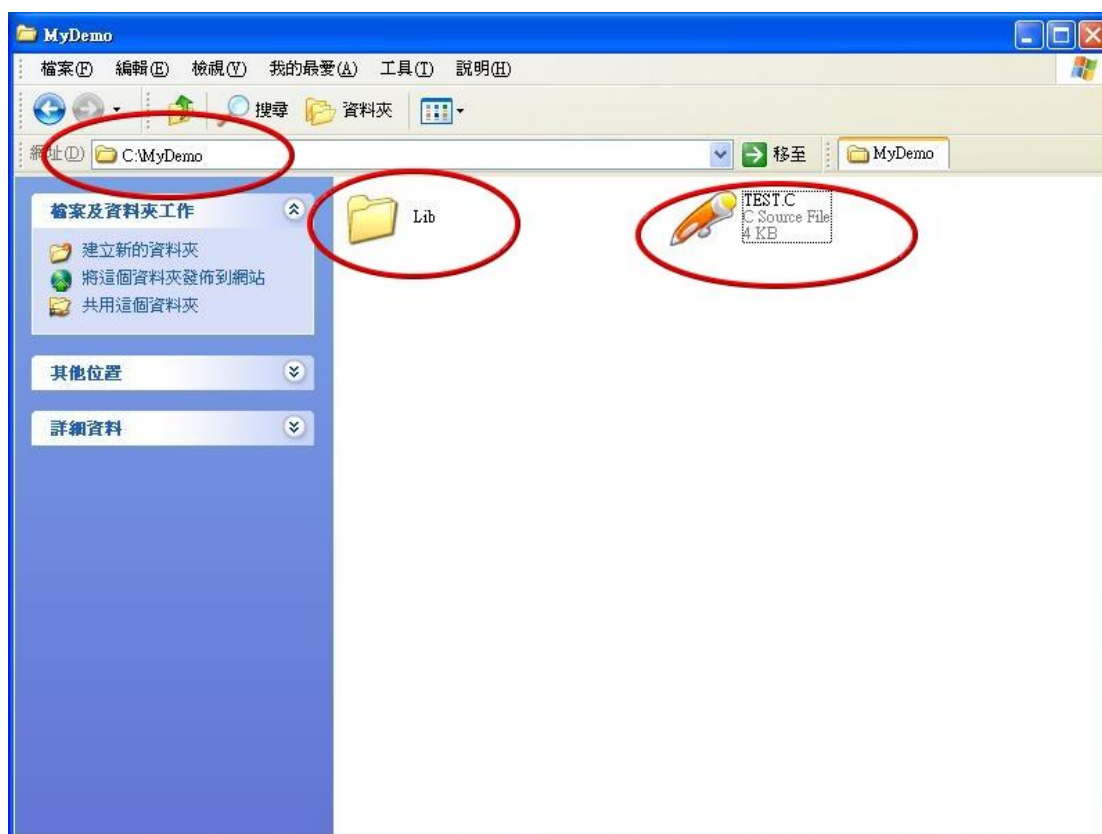 MyDemo
檔案(F) 編輯(E) 檢視(V) 我的最愛(A) 工具(T) 說明(H)
搜尋 資料夾
網址(D) C:\MyDemo 移至 MyDemo
檔案及資料夾工作
建立新的資料夾
將這個資料夾發佈到網站
共用這個資料夾
其他位置
詳細資料
Lib
TEST.C
C Source File
4 KB